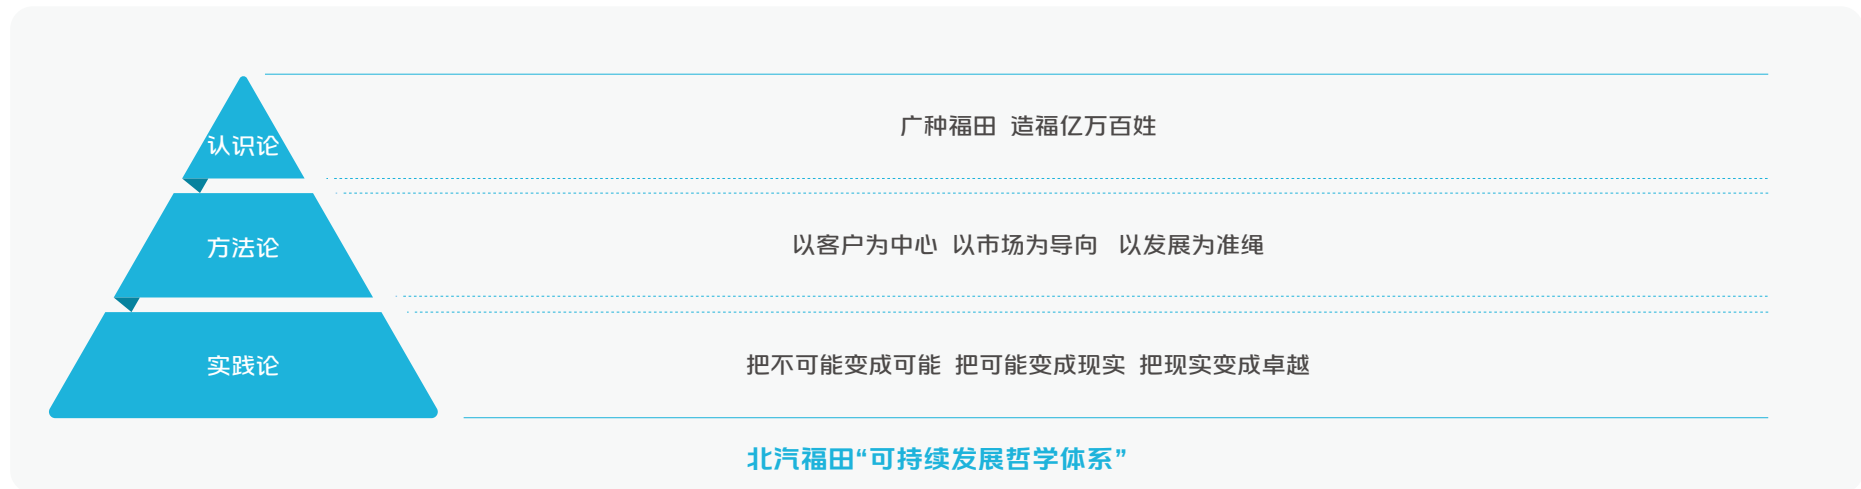 认识论
广种福田 造福亿万百姓
方法论
以客户为中心 以市场为导向 以发展为准绳
实践论
把不可能变成可能 把可能变成现实 把现实变成卓越
北汽福田“可持续发展哲学体系”